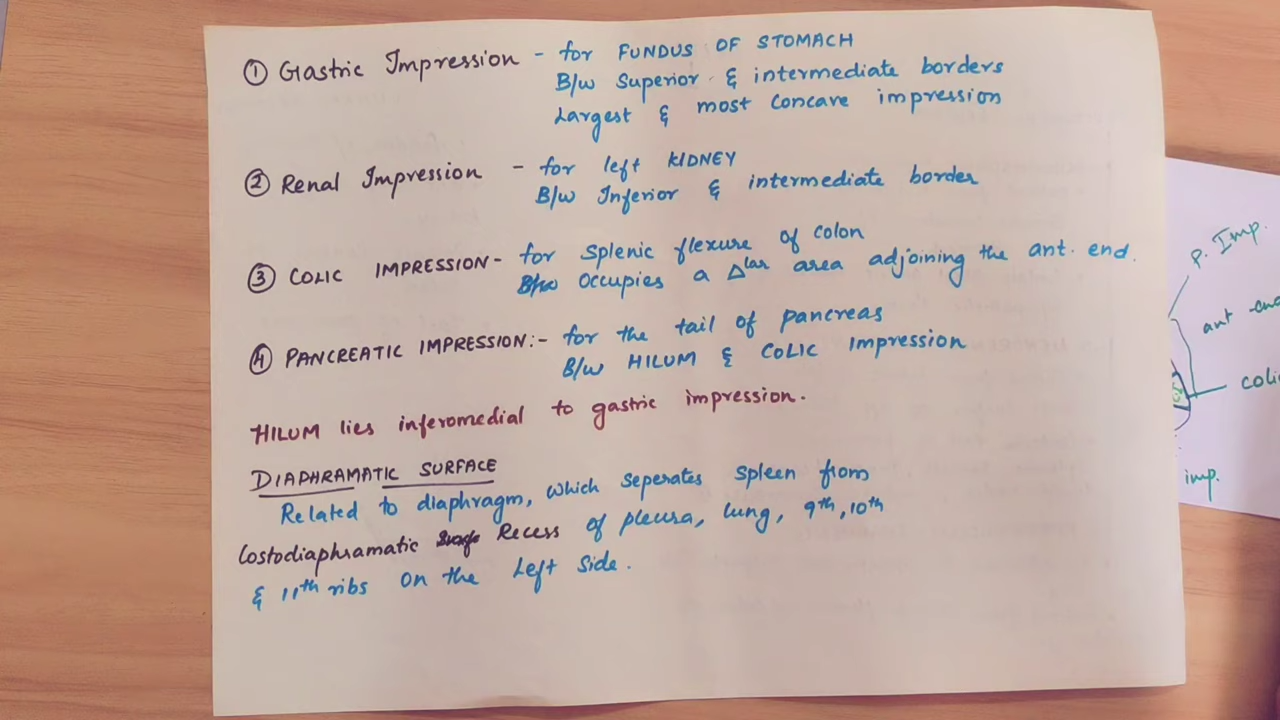 ① Gastric Impression - for FUNDUS OF STOMACH
B/w Superior & intermediate borders
Largest & most concave impression
② Renal Impression - for left KIDNEY
B/w Inferior & intermediate border
③ COLIC IMPRESSION - for splenic flexure of colon
Occupies a Δlar area adjoining the ant. end.
④ PANCREATIC IMPRESSION:- for the tail of pancreas
B/w HILUM & COLIC Impression
HILUM lies inferomedial to gastric impression.
DIAPHRAMATIC SURFACE
Related to diaphragm, which seperates spleen from
Costodiaphramatic Recess of pleura, lung, 9th, 10th
& 11th ribs on the Left Side.
P. Imp.
ant end
coli
imp.